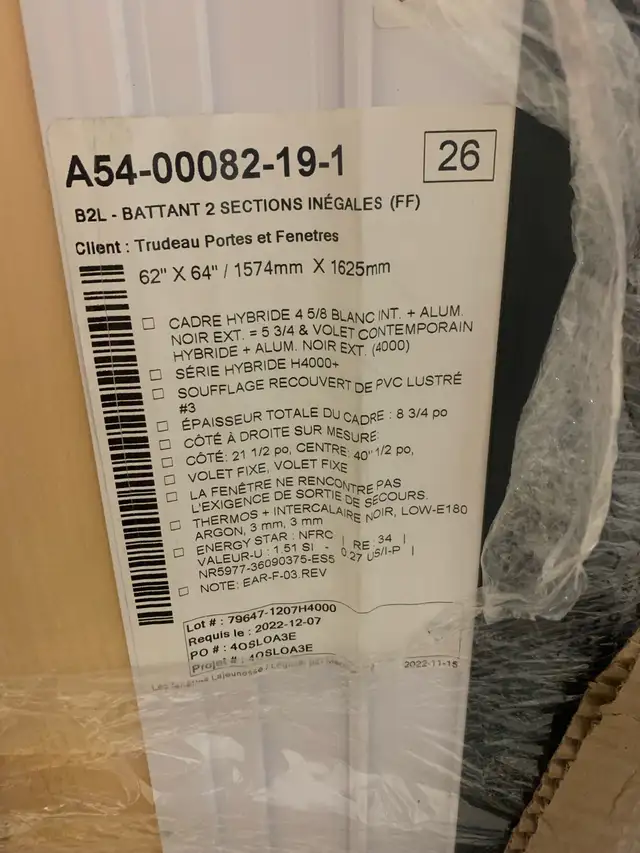 A54-00082-19-1
26
B2L - BATTANT 2 SECTIONS INÉGALES (FF)
Client : Trudeau Portes et Fenetres
62" X 64" / 1574mm X 1625mm
CADRE HYBRIDE 4 5/8 BLANC INT. + ALUM.
NOIR EXT. = 5 3/4 & VOLET CONTEMPORAIN
HYBRIDE + ALUM. NOIR EXT. (4000)
SÉRIE HYBRIDE H4000+
SOUFFLAGE RECOUVERT DE PVC LUSTRÉ
#3
ÉPAISSEUR TOTALE DU CADRE : 8 3/4 po
CÔTÉ À DROITE SUR MESURE:
CÔTÉ: 21 1/2 po, CENTRE: 40" 1/2 po,
VOLET FIXE, VOLET FIXE
LA FENÊTRE NE RENCONTRE PAS
L'EXIGENCE DE SORTIE DE SECOURS.
THERMOS + INTERCALAIRE NOIR, LOW-E180
ARGON, 3 mm, 3 mm
ENERGY STAR : NFRC | RE 34 |
VALEUR-U : 1.51 SI - 0.27 US/I-P |
NR5977-36090375-ES5
NOTE: EAR-F-03.REV
Lot # : 79647-1207H4000
Requis le : 2022-12-07
PO # : 4OSLOA3E
Projet # : 4OSLOA3E
2022-11-15